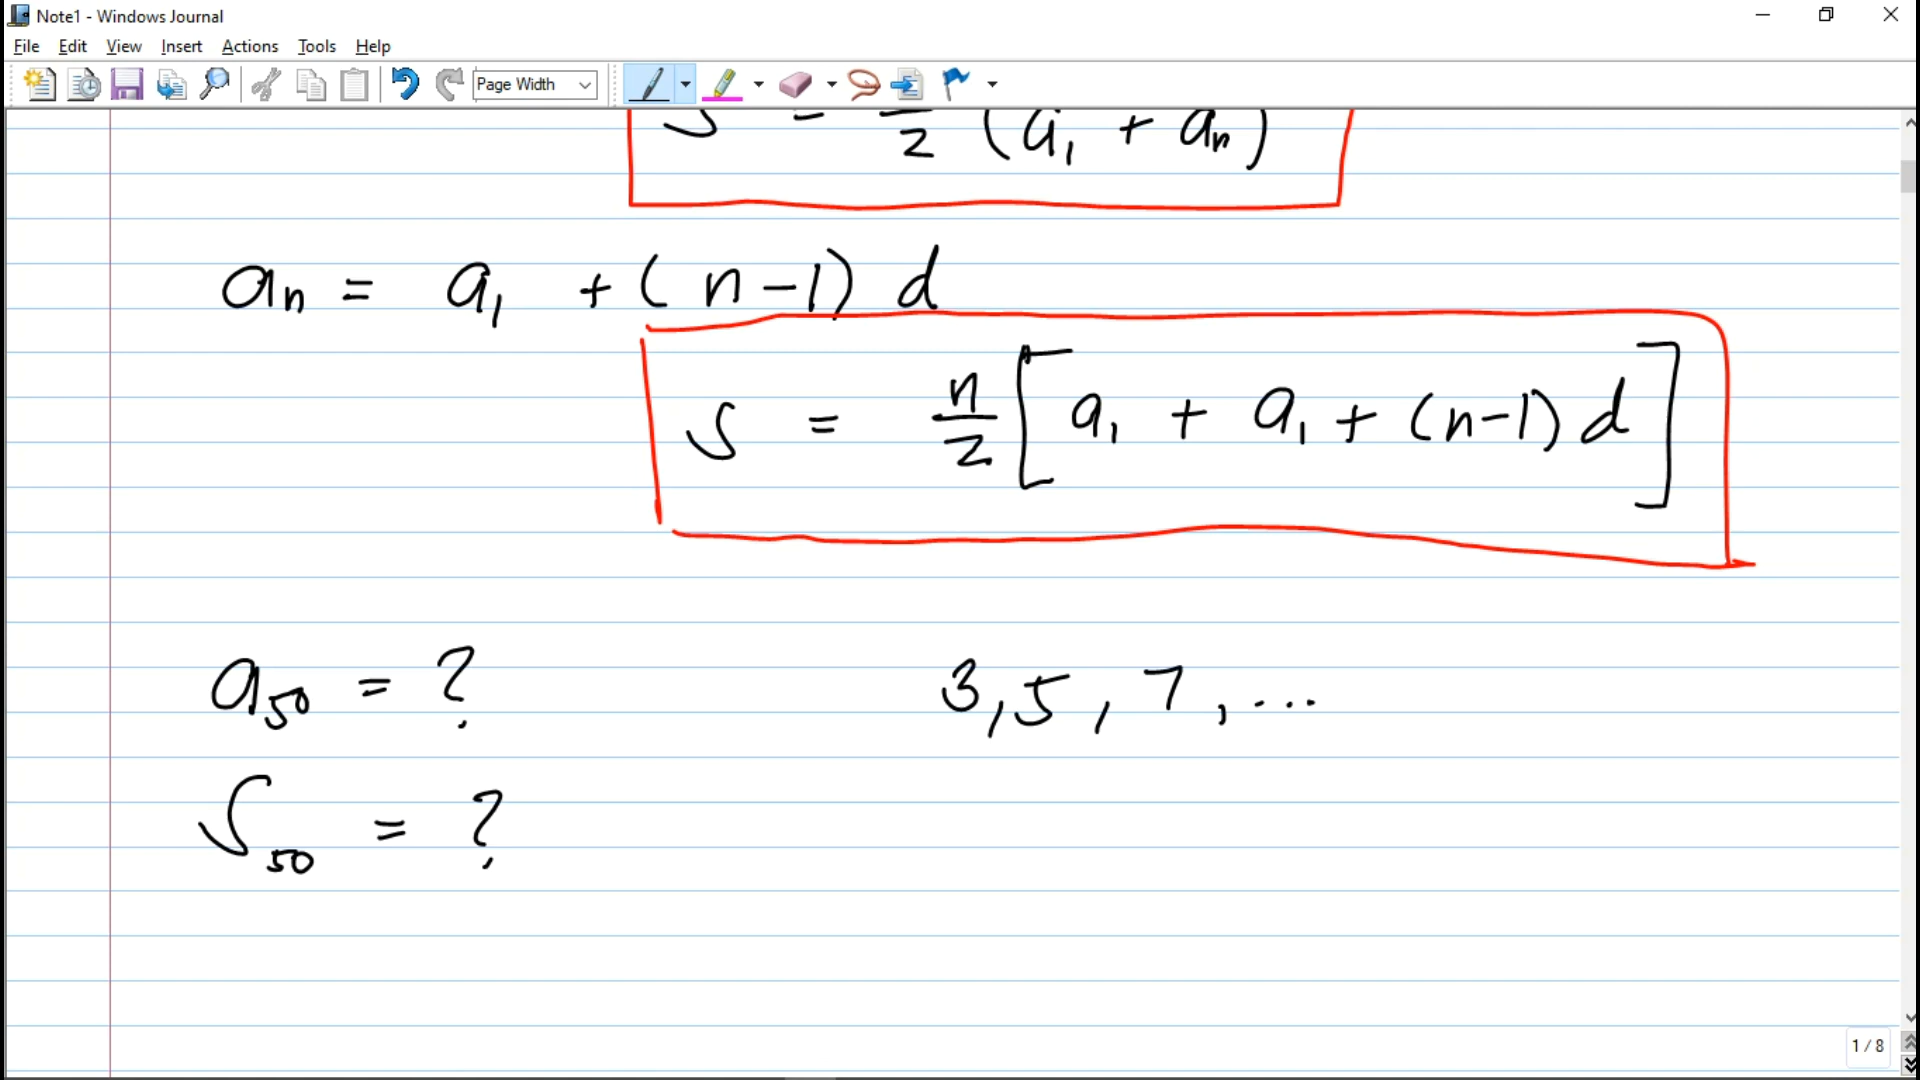 Note1 - Windows Journal
File Edit View Insert Actions Tools Help
Page Width
S = n/2 (a₁ + aₙ)
aₙ = a₁ + (n-1) d
S = n/2 [a₁ + a₁ + (n-1) d]
a₅₀ = ?
3, 5, 7, ...
S₅₀ = ?
1 / 8